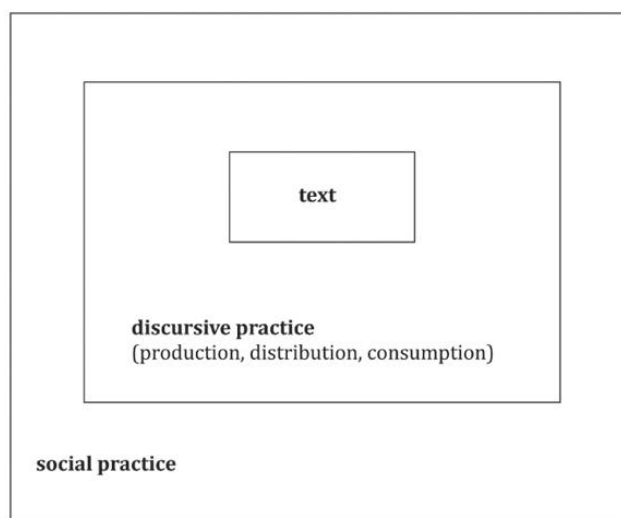 text
discursive practice
(production, distribution, consumption)
social practice